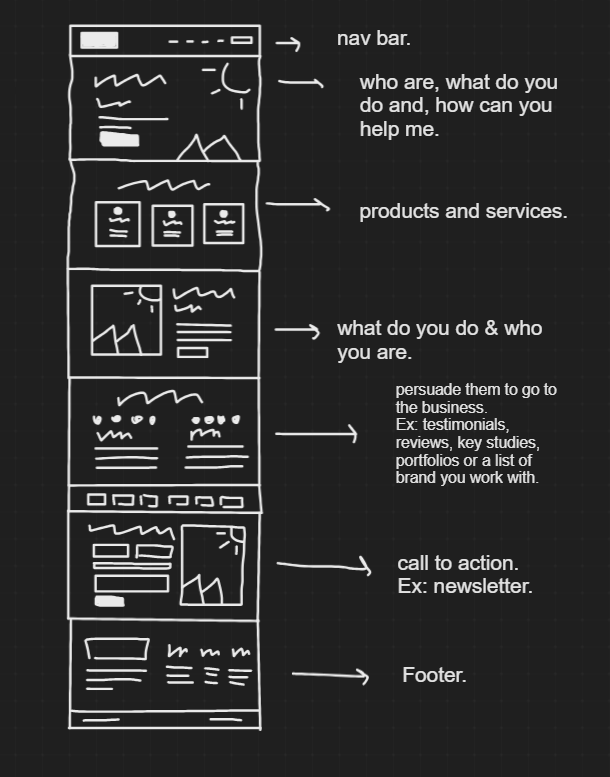 nav bar.
who are, what do you
do and, how can you
help me.
products and services.
what do you do & who
you are.
persuade them to go to
the business.
Ex: testimonials,
reviews, key studies,
portfolios or a list of
brand you work with.
call to action.
Ex: newsletter.
Footer.